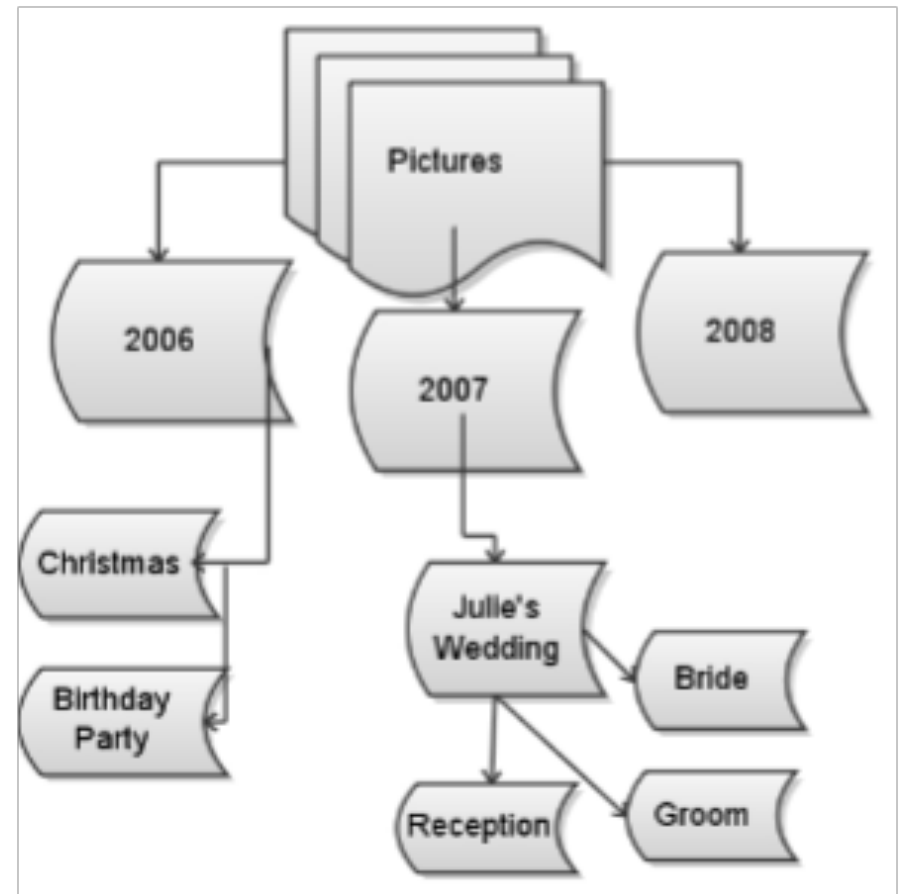 Pictures
2006
2007
2008
Christmas
Birthday
Party
Julie's
Wedding
Bride
Groom
Reception